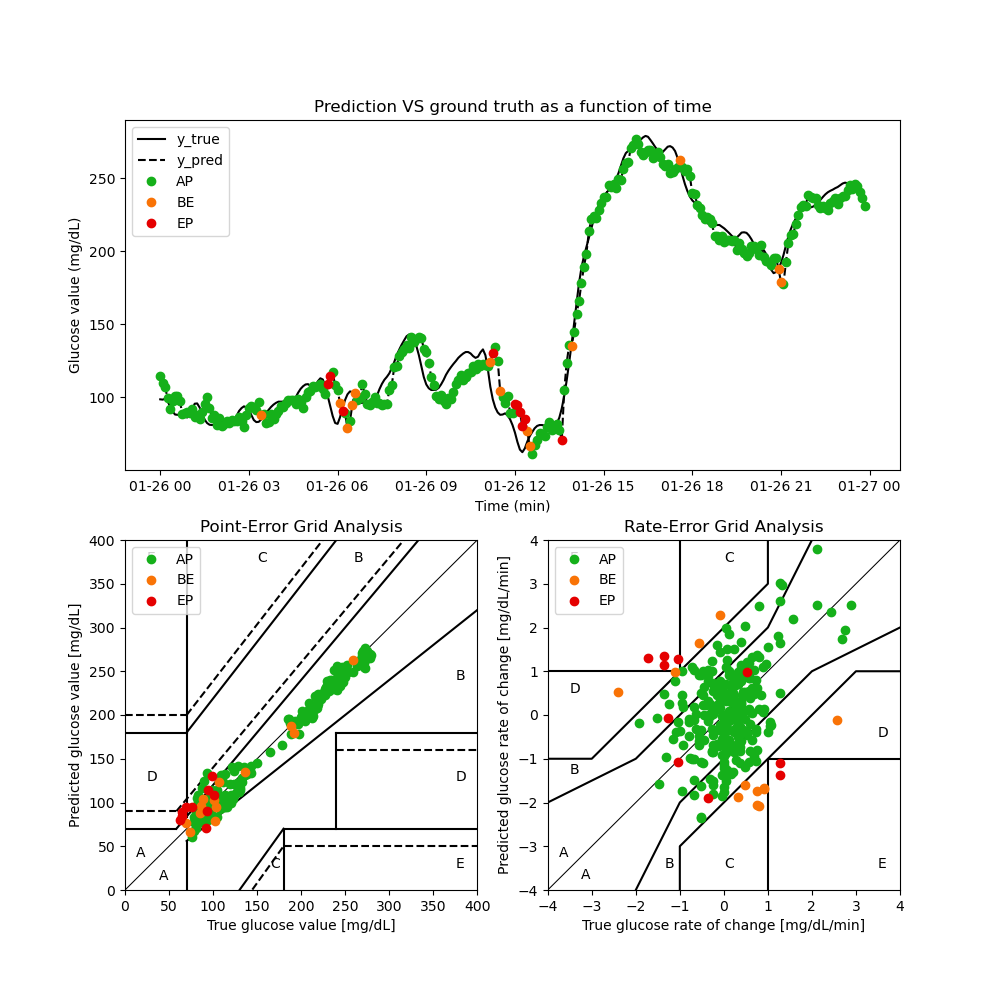 Prediction VS ground truth as a function of time
Glucose value (mg/dL)
250
200
150
100
y_true
y_pred
AP
BE
EP
01-26 00 01-26 03 01-26 06 01-26 09 01-26 12 01-26 15 01-26 18 01-26 21 01-27 00
Time (min)
Point-Error Grid Analysis
Predicted glucose value [mg/dL]
400
350
300
250
200
150
100
50
0
AP
BE
EP
C B
B
D D
A
A C E
0 50 100 150 200 250 300 350 400
True glucose value [mg/dL]
Rate-Error Grid Analysis
Predicted glucose rate of change [mg/dL/min]
4
3
2
1
0
−1
−2
−3
−4
AP
BE
EP
C
D
D
B
A
A B C E
−4 −3 −2 −1 0 1 2 3 4
True glucose rate of change [mg/dL/min]